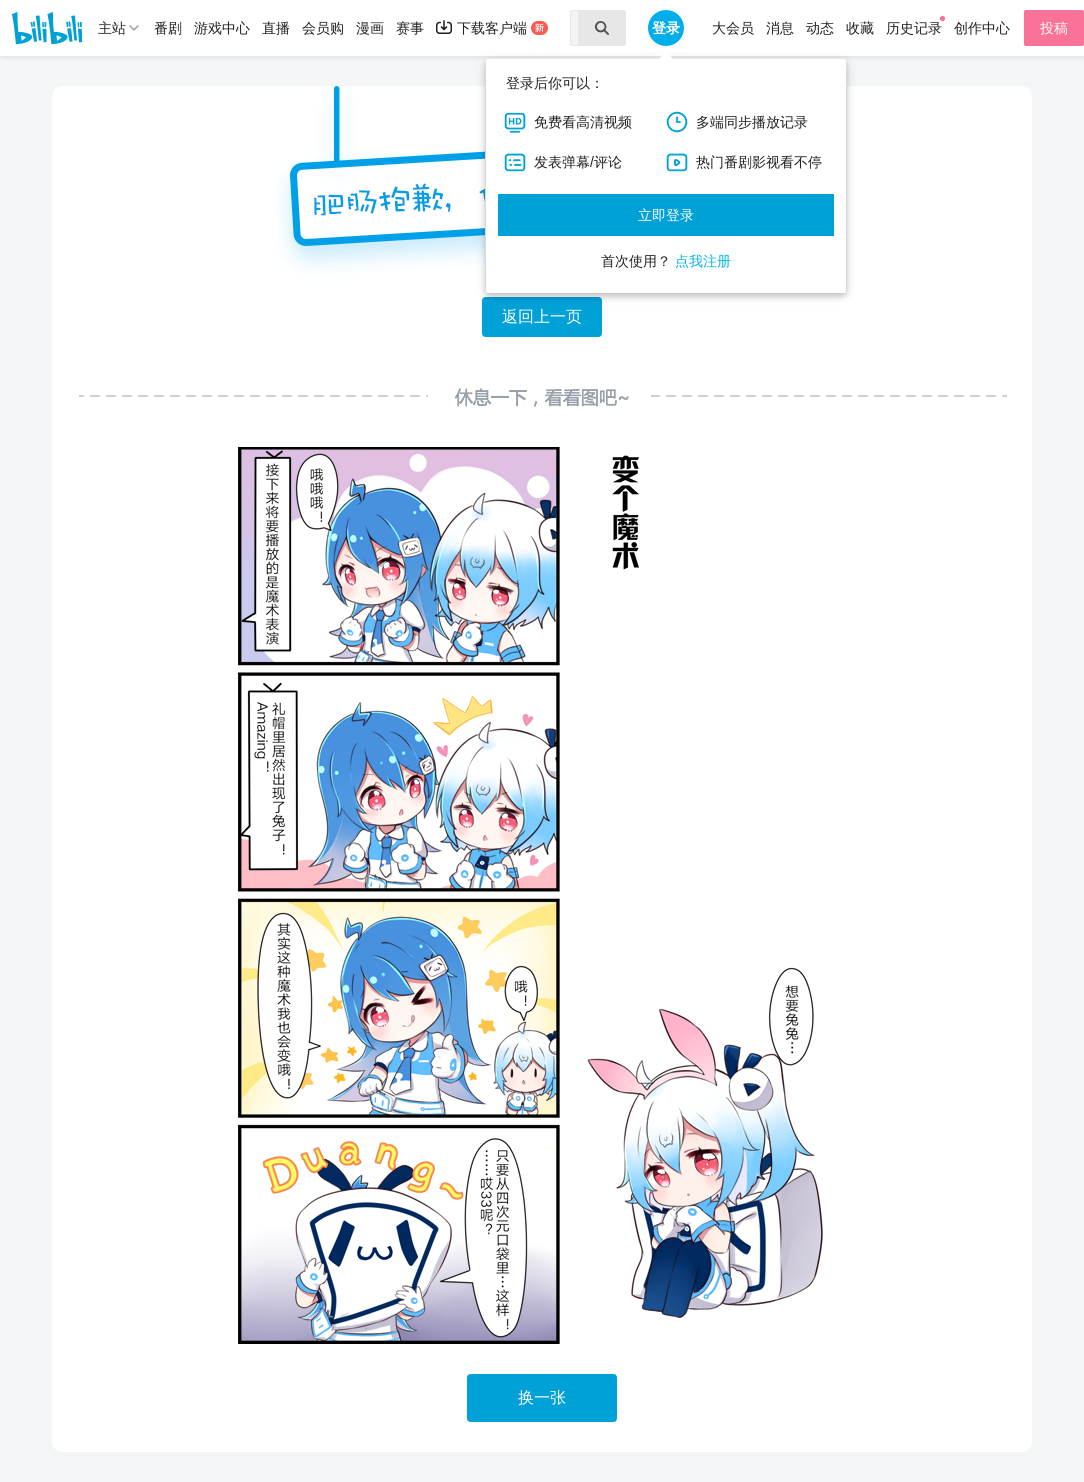 bilibili 主站 番剧 游戏中心 直播 会员购 漫画 赛事 下载客户端 新 登录 大会员 消息 动态 收藏 历史记录 创作中心 投稿
登录后你可以：
HD 免费看高清视频 多端同步播放记录
发表弹幕/评论 热门番剧影视看不停
立即登录
首次使用？ 点我注册
肥肠抱歉，
返回上一页
休息一下，看看图吧~
变个魔术
接下来将要播放的是魔术表演
哦哦哦！
礼帽里居然出现了兔子！
Amazing！
其实这种魔术我也会变哦！
哦！
Duang~
只要从四次元口袋里…这样！
……哎33呢？
想要兔兔…
换一张